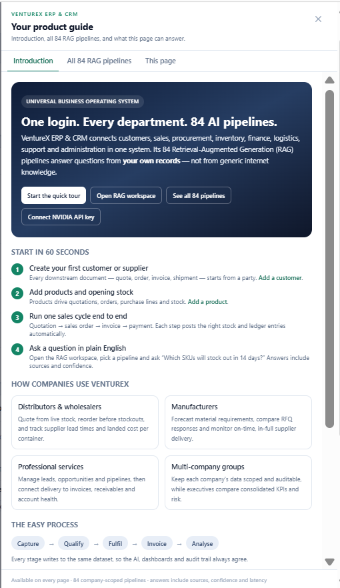 VENTUREX ERP & CRM
Your product guide
Introduction, all 84 RAG pipelines, and what this page can answer.
Introduction
All 84 RAG pipelines
This page
UNIVERSAL BUSINESS OPERATING SYSTEM
One login. Every department. 84 AI pipelines.
VentureX ERP & CRM connects customers, sales, procurement, inventory, finance, logistics,
support and administration in one system. Its 84 Retrieval-Augmented Generation (RAG)
pipelines answer questions from your own records — not from generic internet
knowledge.
Start the quick tour
Open RAG workspace
See all 84 pipelines
Connect NVIDIA API key
START IN 60 SECONDS
1 Create your first customer or supplier
Every downstream document — quote, order, invoice, shipment — starts from a party. Add a customer.
2 Add products and opening stock
Products drive quotations, orders, purchase lines and stock. Add a product.
3 Run one sales cycle end to end
Quotation → sales order → invoice → payment. Each step posts the right stock and ledger entries
automatically.
4 Ask a question in plain English
Open the RAG workspace, pick a pipeline and ask "Which SKUs will stock out in 14 days?" Answers include
sources and confidence.
HOW COMPANIES USE VENTUREX
Distributors & wholesalers
Quote from live stock, reorder before stockouts,
and track supplier lead times and landed cost per
container.
Manufacturers
Forecast material requirements, compare RFQ
responses and monitor on-time, in-full supplier
delivery.
Professional services
Manage leads, opportunities and pipelines, then
connect delivery to invoices, receivables and
account health.
Multi-company groups
Keep each company's data scoped and auditable,
while executives compare consolidated KPIs and
risk.
THE EASY PROCESS
Capture → Qualify → Fulfil → Invoice → Analyse
Every stage writes to the same dataset, so the AI, dashboards and audit trail always agree.
Available on every page · 84 company-scoped pipelines · answers include sources, confidence and latency